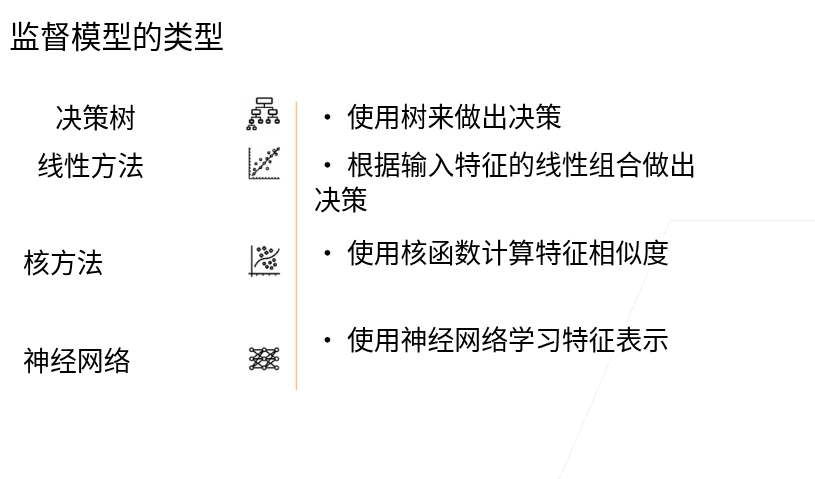 监督模型的类型
决策树
• 使用树来做出决策
线性方法
• 根据输入特征的线性组合做出
决策
核方法
• 使用核函数计算特征相似度
神经网络
• 使用神经网络学习特征表示